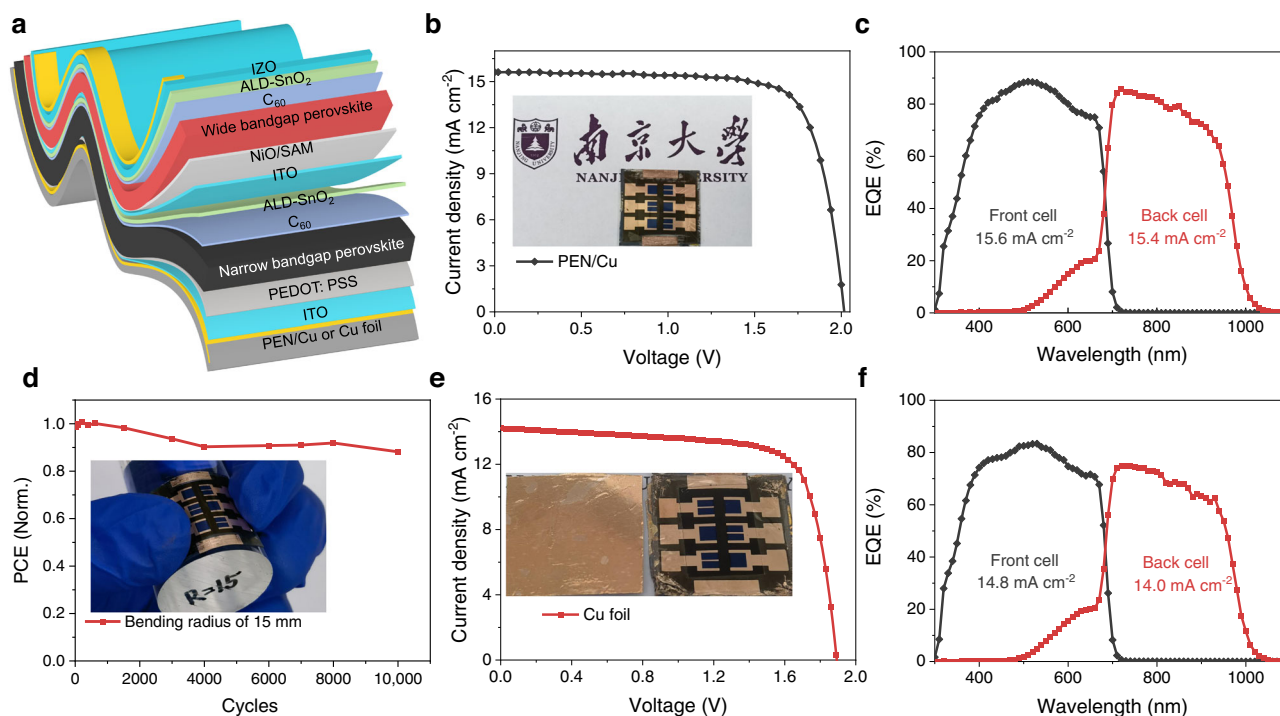 a
IZO
ALD-SnO₂
C₆₀
Wide bandgap perovskite
NiO/SAM
ITO
ALD-SnO₂
C₆₀
Narrow bandgap perovskite
PEDOT: PSS
ITO
PEN/Cu or Cu foil
b
Current density (mA cm⁻²)
15
12
9
6
3
0
南京大學
NANJ RSITY
PEN/Cu
0.0
0.5
1.0
1.5
2.0
Voltage (V)
c
EQE (%)
100
80
60
40
20
0
Front cell
15.6 mA cm⁻²
Back cell
15.4 mA cm⁻²
400
600
800
1000
Wavelength (nm)
d
PCE (Norm.)
1.0
0.8
0.6
0.4
0.2
0.0
R=15
Bending radius of 15 mm
0
2000
4000
6000
8000
10,000
Cycles
e
Current density (mA cm⁻²)
16
12
8
4
0
Cu foil
0.0
0.4
0.8
1.2
1.6
2.0
Voltage (V)
f
EQE (%)
100
80
60
40
20
0
Front cell
14.8 mA cm⁻²
Back cell
14.0 mA cm⁻²
400
600
800
1000
Wavelength (nm)